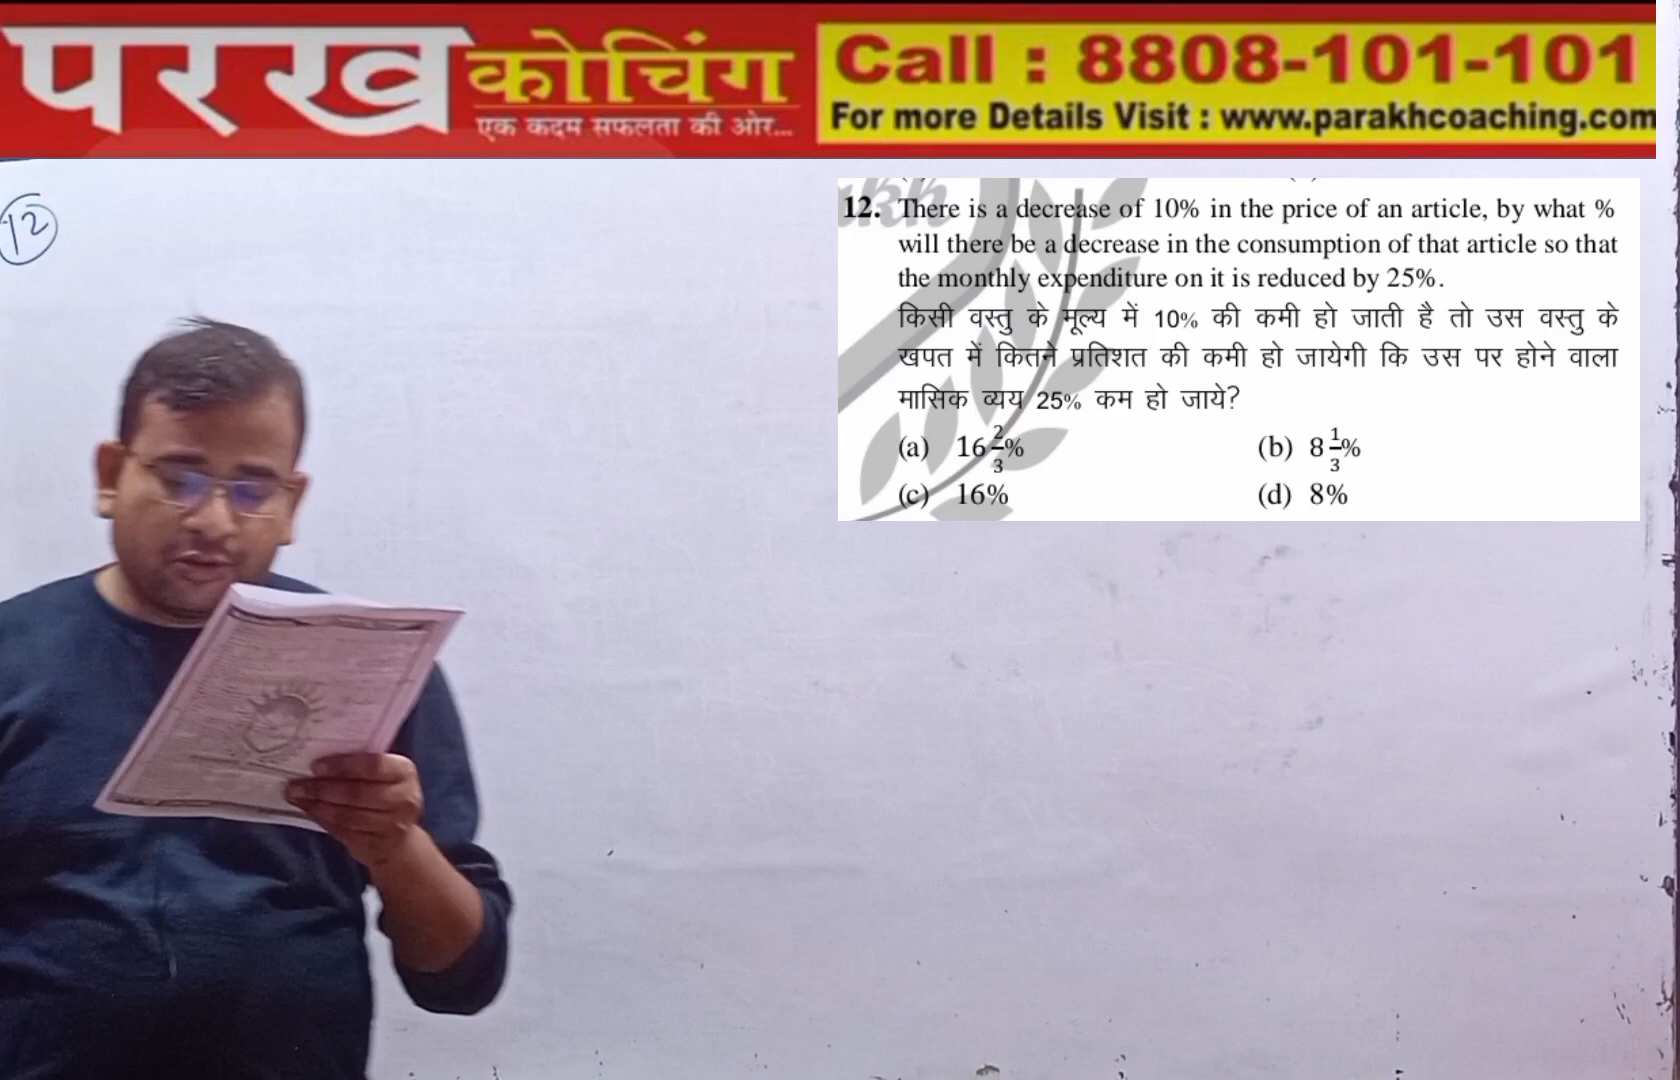 परख कोचिंग
एक कदम सफलता की ओर...
Call : 8808-101-101
For more Details Visit : www.parakhcoaching.com
12
12. There is a decrease of 10% in the price of an article, by what %
will there be a decrease in the consumption of that article so that
the monthly expenditure on it is reduced by 25%.
किसी वस्तु के मूल्य में 10% की कमी हो जाती है तो उस वस्तु के
खपत में कितने प्रतिशत की कमी हो जायेगी कि उस पर होने वाला
मासिक व्यय 25% कम हो जाये?
(a) 16 2/3% (b) 8 1/3%
(c) 16% (d) 8%